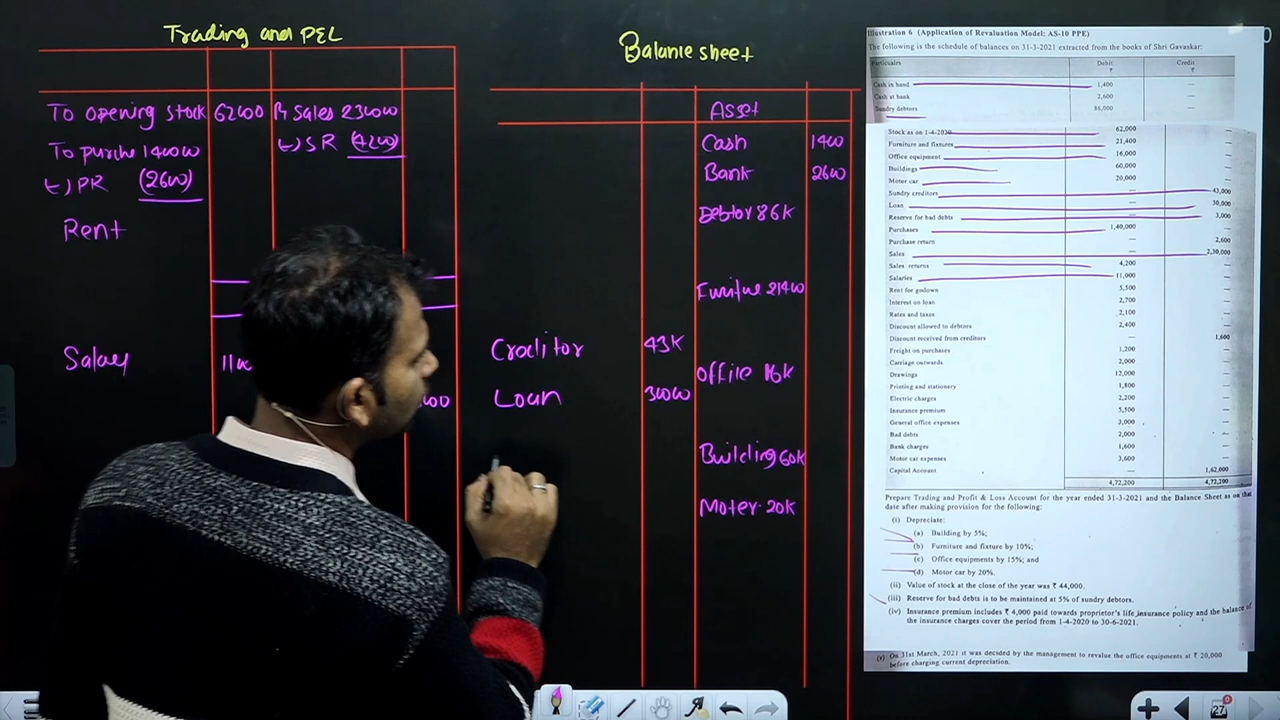 Trading and P&L
To opening stock 62400 By Sales 23400
To purche 1400W
(-) SR (4200)
(-) PR (2600)
Rent
Salary 1100
Balance sheet
Asset
Cash 1400
Bank 2600
Debtor 86K
Furnitue 21400
Crocitor 43K
Office 16K
Loan 30000
Building 60K
Moter 20K
Illustration 6 (Application of Revaluation Model: AS-10 PPE)
The following is the schedule of balances on 31-3-2021 extracted from the books of Shri Gavaskar:
Particulars Debit Credit
₹ ₹
Cash in hand 1,400 —
Cash at bank 2,600 —
Sundry debtors 86,000 —
Stock as on 1-4-2020 62,000 —
Furniture and fixtures 21,400 —
Office equipment 16,000 —
Buildings 60,000 —
Motor car 20,000 —
Sundry creditors — 43,000
Loan — 30,000
Reserve for bad debts — 3,000
Purchases 1,40,000 —
Purchase return — 2,600
Sales — 2,30,000
Sales returns 4,200 —
Salaries 11,000 —
Rent for godown 5,500 —
Interest on loan 2,700 —
Rates and taxes 2,100 —
Discount allowed to debtors 2,400 —
Discount received from creditors — 1,600
Freight on purchases 1,200 —
Carriage outwards 2,000 —
Drawings 12,000 —
Printing and stationery 1,800 —
Electric charges 2,200 —
Insurance premium 5,500 —
General office expenses 3,000 —
Bad debts 2,000 —
Bank charges 1,600 —
Motor car expenses 3,600 —
Capital Account — 1,62,000
4,72,200 4,72,200
Prepare Trading and Profit & Loss Account for the year ended 31-3-2021 and the Balance Sheet as on that
date after making provision for the following:
(i) Depreciate:
(a) Building by 5%;
(b) Furniture and fixture by 10%;
(c) Office equipments by 15%; and
(d) Motor car by 20%.
(ii) Value of stock at the close of the year was ₹ 44,000.
(iii) Reserve for bad debts is to be maintained at 5% of sundry debtors.
(iv) Insurance premium includes ₹ 4,000 paid towards proprietor's life insurance policy and the balance of
the insurance charges cover the period from 1-4-2020 to 30-6-2021.
(v) On 31st March, 2021 it was decided by the management to revalue the office equipments at ₹ 20,000
before charging current depreciation.